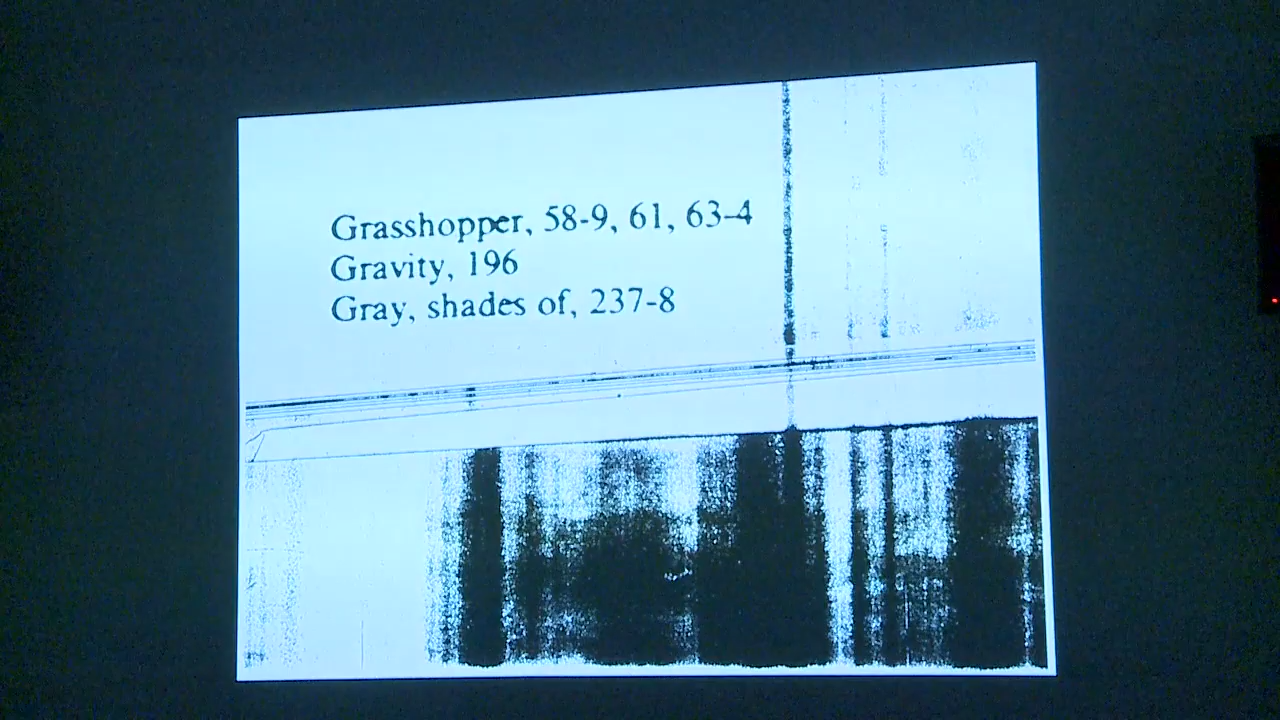 Grasshopper, 58-9, 61, 63-4
Gravity, 196
Gray, shades of, 237-8